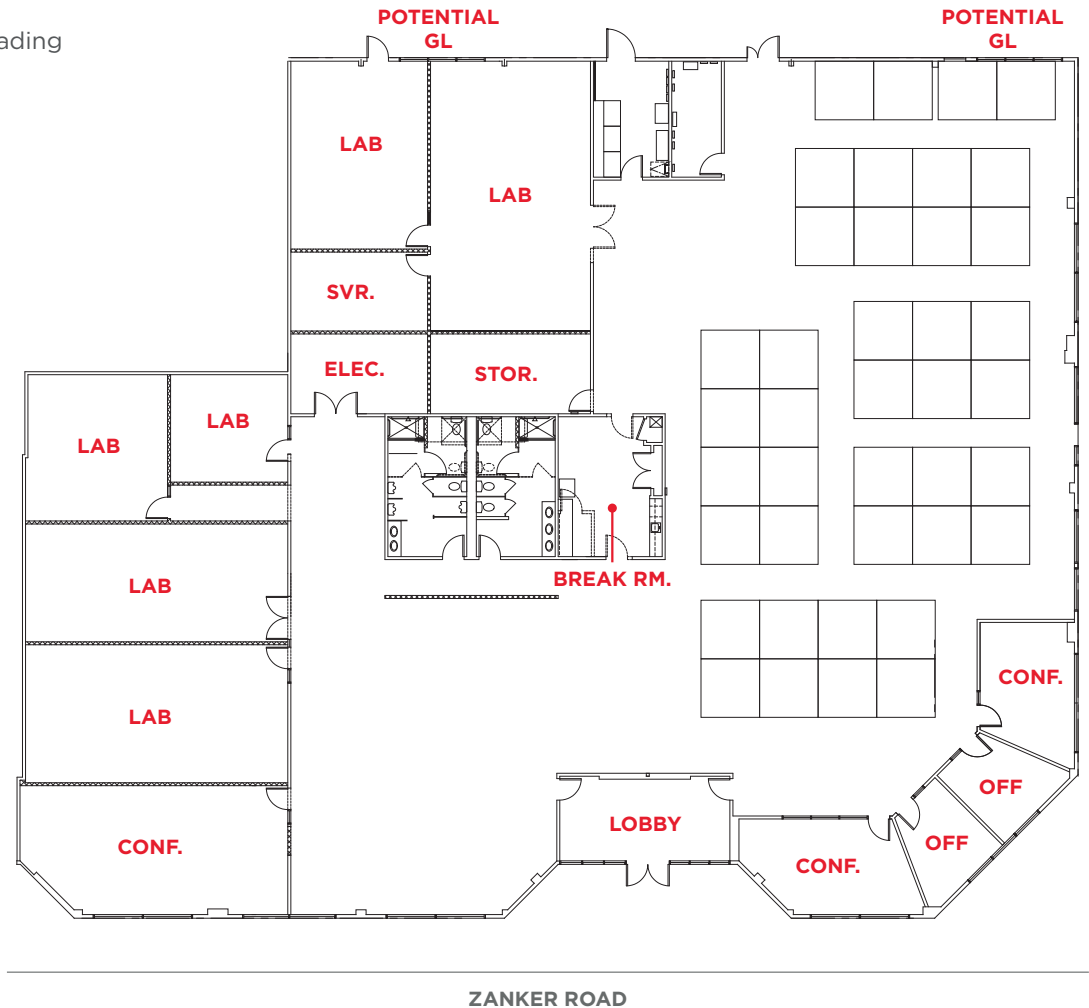 POTENTIAL
GL
POTENTIAL
GL
LAB
LAB
SVR.
ELEC.
STOR.
LAB
LAB
BREAK RM.
LAB
CONF.
LAB
OFF
LOBBY
OFF
CONF.
CONF.
ZANKER ROAD